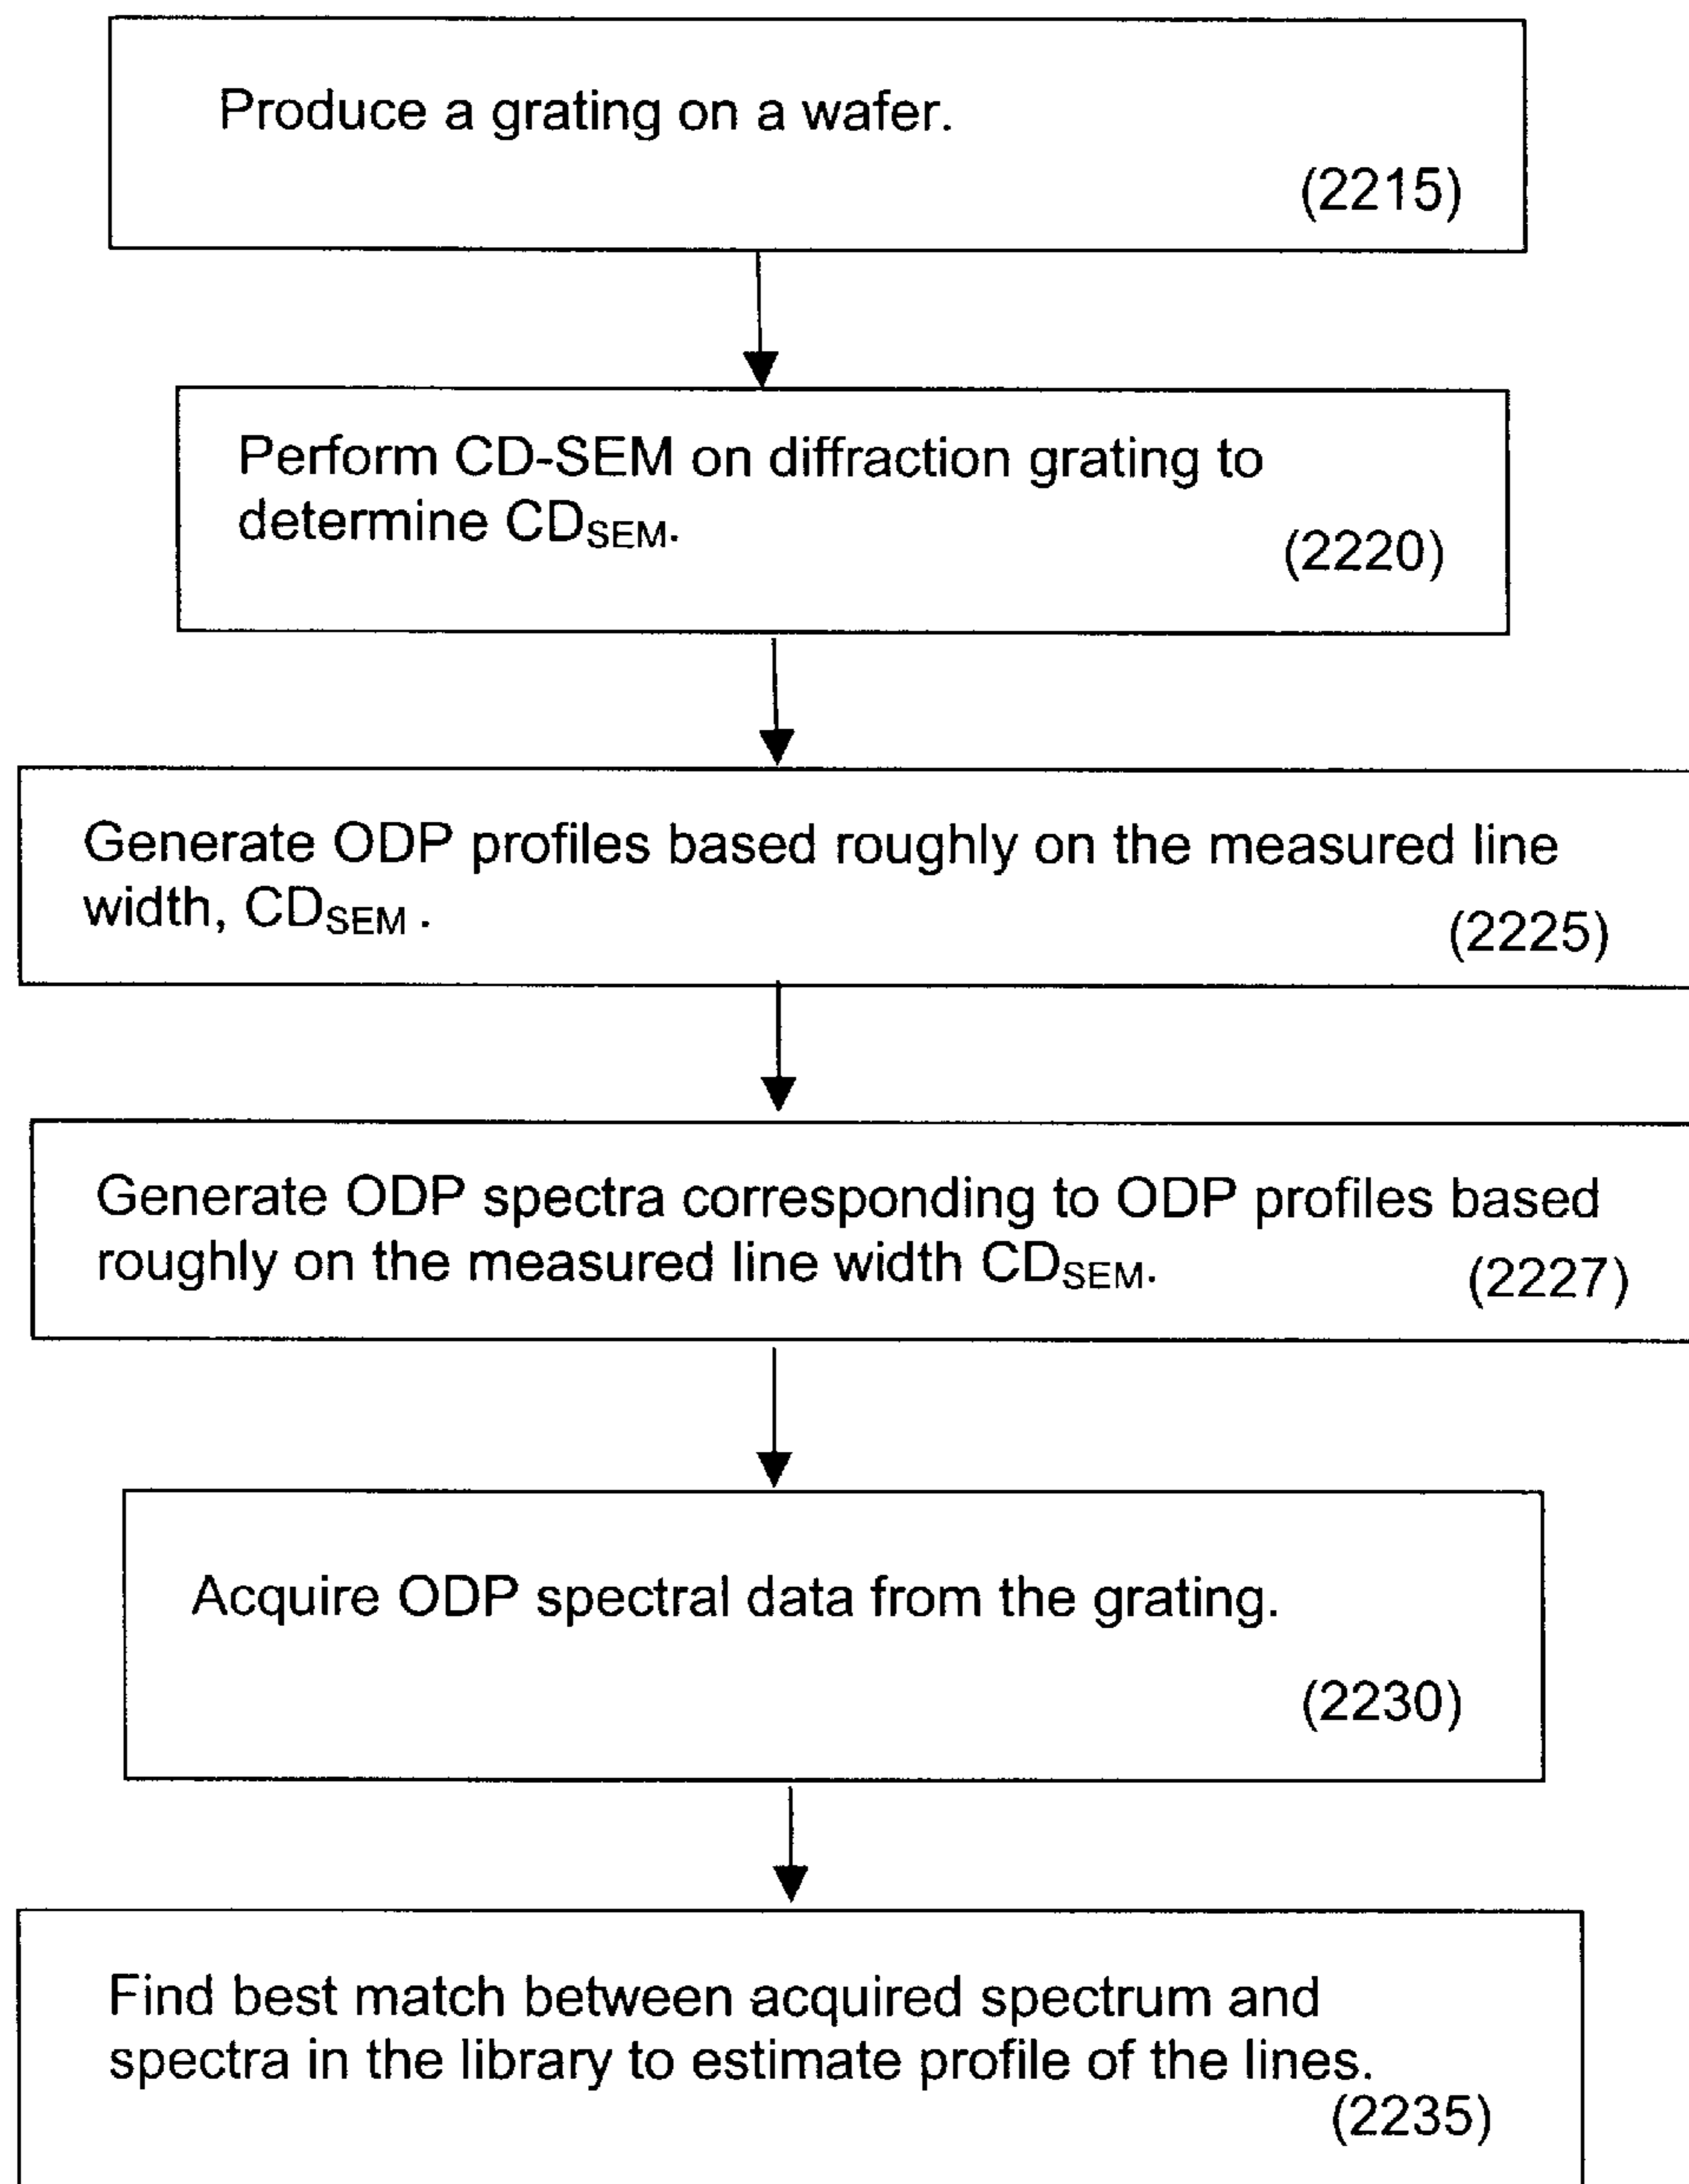 Produce a grating on a wafer.
(2215)
Perform CD-SEM on diffraction grating to
determine CDSEM.
(2220)
Generate ODP profiles based roughly on the measured line
width, CDSEM .
(2225)
Generate ODP spectra corresponding to ODP profiles based
roughly on the measured line width CDSEM.
(2227)
Acquire ODP spectral data from the grating.
(2230)
Find best match between acquired spectrum and
spectra in the library to estimate profile of the lines.
(2235)